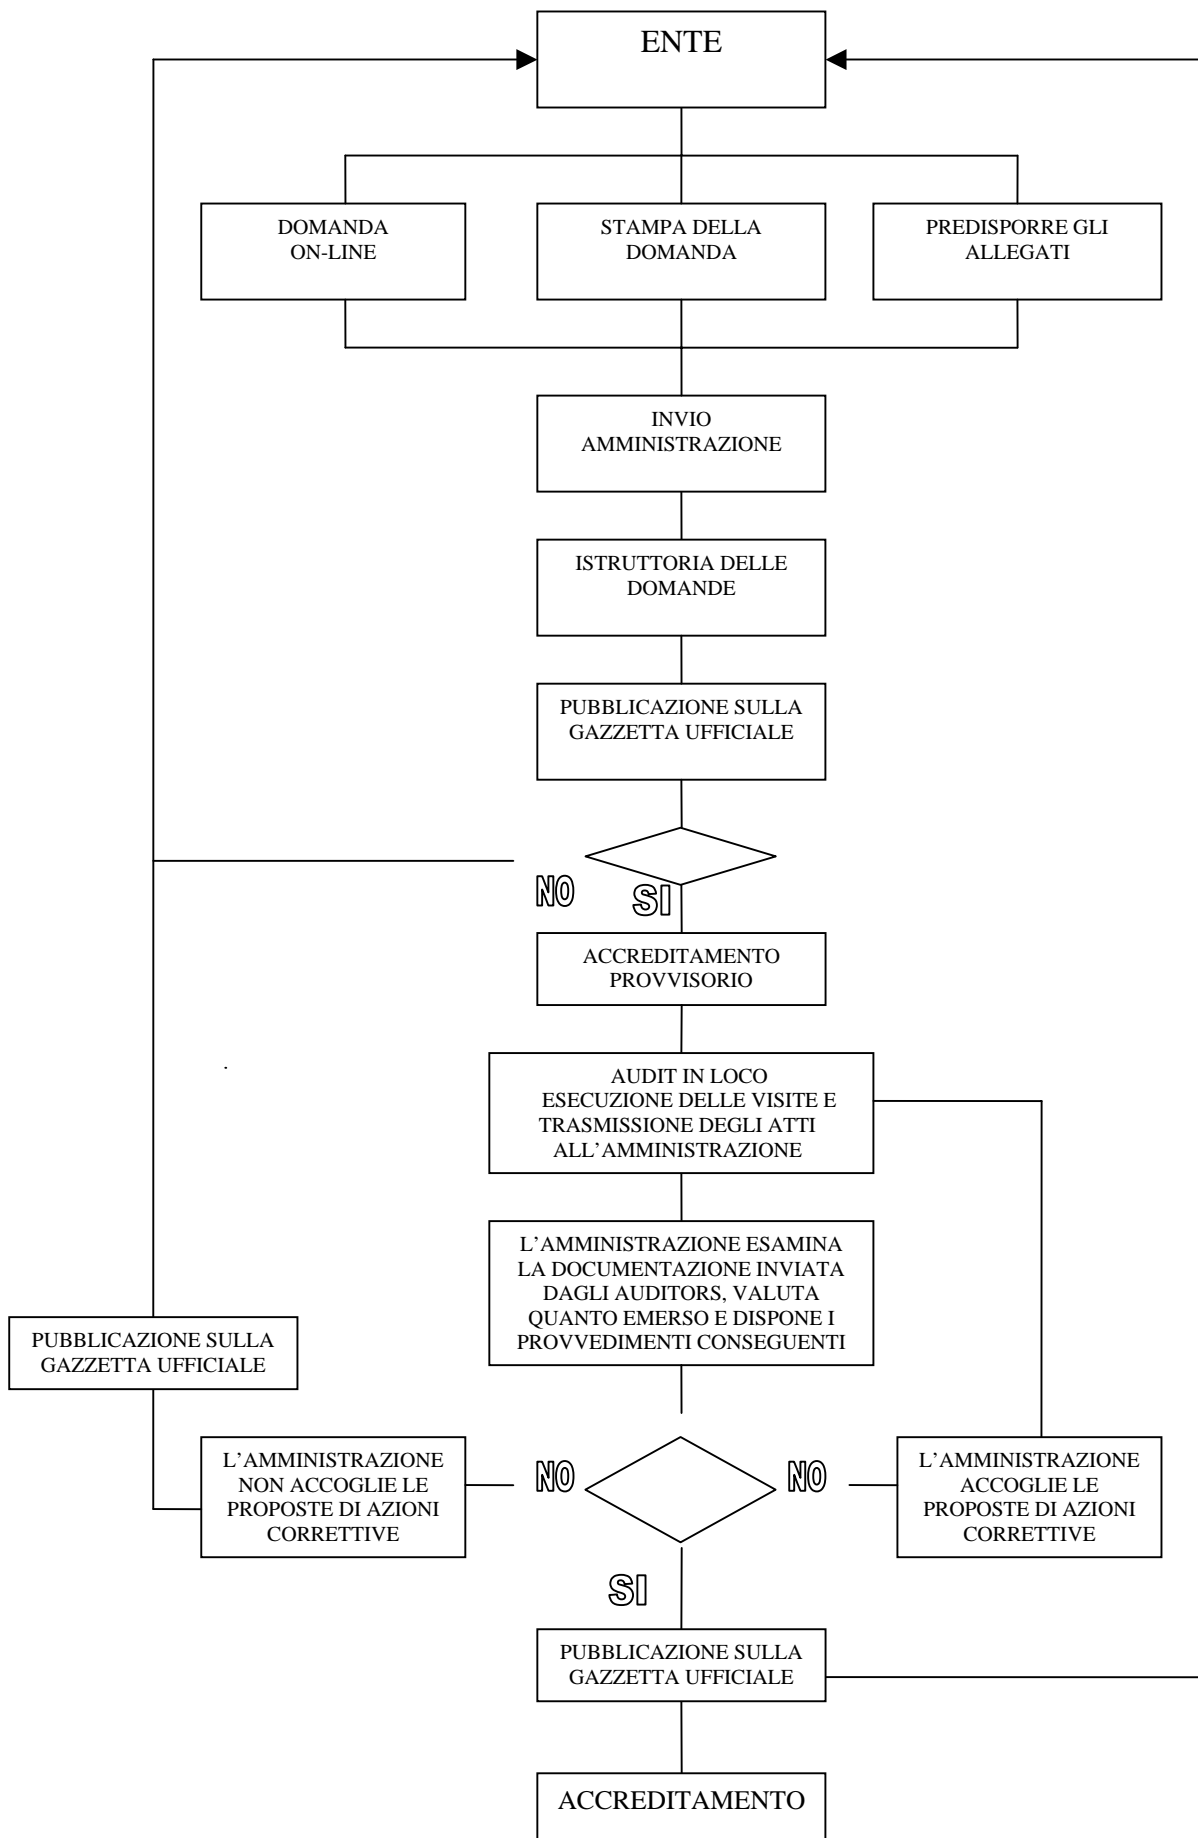 ENTE
DOMANDA
ON-LINE
STAMPA DELLA
DOMANDA
PREDISPORRE GLI
ALLEGATI
INVIO
AMMINISTRAZIONE
ISTRUTTORIA DELLE
DOMANDE
PUBBLICAZIONE SULLA
GAZZETTA UFFICIALE
NO
SI
ACCREDITAMENTO
PROVVISORIO
AUDIT IN LOCO
ESECUZIONE DELLE VISITE E
TRASMISSIONE DEGLI ATTI
ALL’AMMINISTRAZIONE
L’AMMINISTRAZIONE ESAMINA
LA DOCUMENTAZIONE INVIATA
DAGLI AUDITORS, VALUTA
QUANTO EMERSO E DISPONE I
PROVVEDIMENTI CONSEGUENTI
PUBBLICAZIONE SULLA
GAZZETTA UFFICIALE
L’AMMINISTRAZIONE
NON ACCOGLIE LE
PROPOSTE DI AZIONI
CORRETTIVE
NO
NO
L’AMMINISTRAZIONE
ACCOGLIE LE
PROPOSTE DI AZIONI
CORRETTIVE
SI
PUBBLICAZIONE SULLA
GAZZETTA UFFICIALE
ACCREDITAMENTO